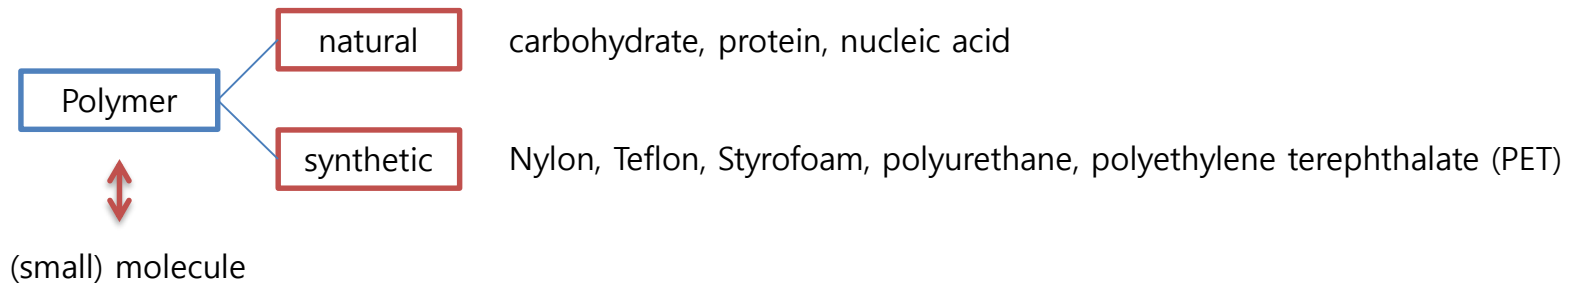 natural carbohydrate, protein, nucleic acid
Polymer
synthetic Nylon, Teflon, Styrofoam, polyurethane, polyethylene terephthalate (PET)
(small) molecule